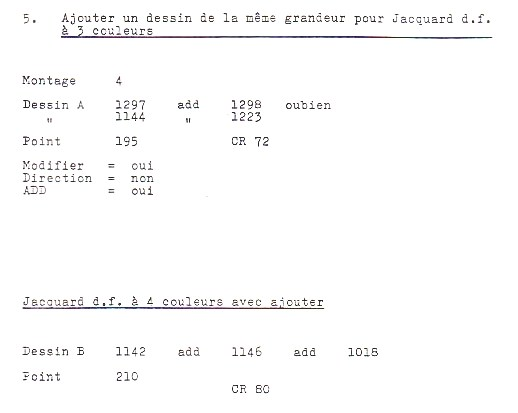 5. Ajouter un dessin de la même grandeur pour Jacquard d.f.
à 3 couleurs
Montage 4
Dessin A 1297 add 1298 oubien
" 1144 " 1223
Point 195 CR 72
Modifier = oui
Direction = non
ADD = oui
Jacquard d.f. à 4 couleurs avec ajouter
Dessin B 1142 add 1146 add 1018
Point 210
CR 80